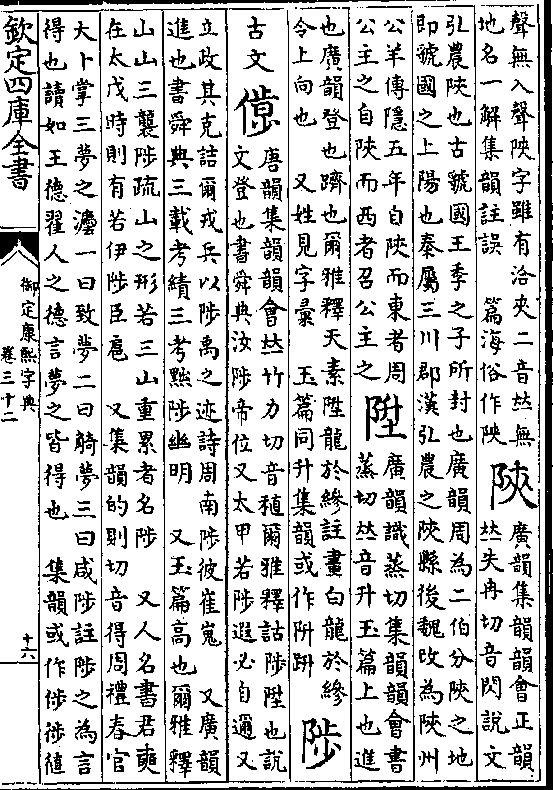 聲無入聲陜字雖有洽夾二音𠀤無
地名一解集韻註誤　篇海俗作陝
陝
廣韻集韻韻會正韻
𠀤失冉切音閃說文
弘農陝也古虢國王季之子所封也廣韻周為二伯分陝之地
即虢國之上陽也秦屬三川郡漢弘農之陝縣後魏改為陝州
公羊傳隱五年自陝而東者周
公主之自陝而西者召公主之
陞
廣韻識蒸切集韻韻會書
蒸切𠀤音升玉篇上也進
也廣韻登也躋也爾雅釋天素陞龍於縿註畫白龍於縿
令上向也　又姓見字彙　玉篇同升集韻或作阩䟫
陟
古文
𢓊
唐韻集韻韻會𠀤竹力切音稙爾雅釋詁陟陞也說
文登也書舜典汝陟帝位又太甲若陟遐必自邇又
立政其克詰爾戎兵以陟禹之迹詩周南陟彼崔嵬　又廣韻
進也書舜典三載考績三考黜陟幽明　又玉篇高也爾雅釋
山山三襲陟疏山之形若三山重累者名陟　又人名書君奭
在太戊時則有若伊陟臣扈　又集韻的則切音得周禮春官
大卜掌三夢之灋一曰致夢二曰觭夢三曰咸陟註陟之為言
得也讀如王德翟人之德言夢之皆得也　集韻或作㑥徏徝
欽定四庫全書
御定康熙字典
卷三十二
十六